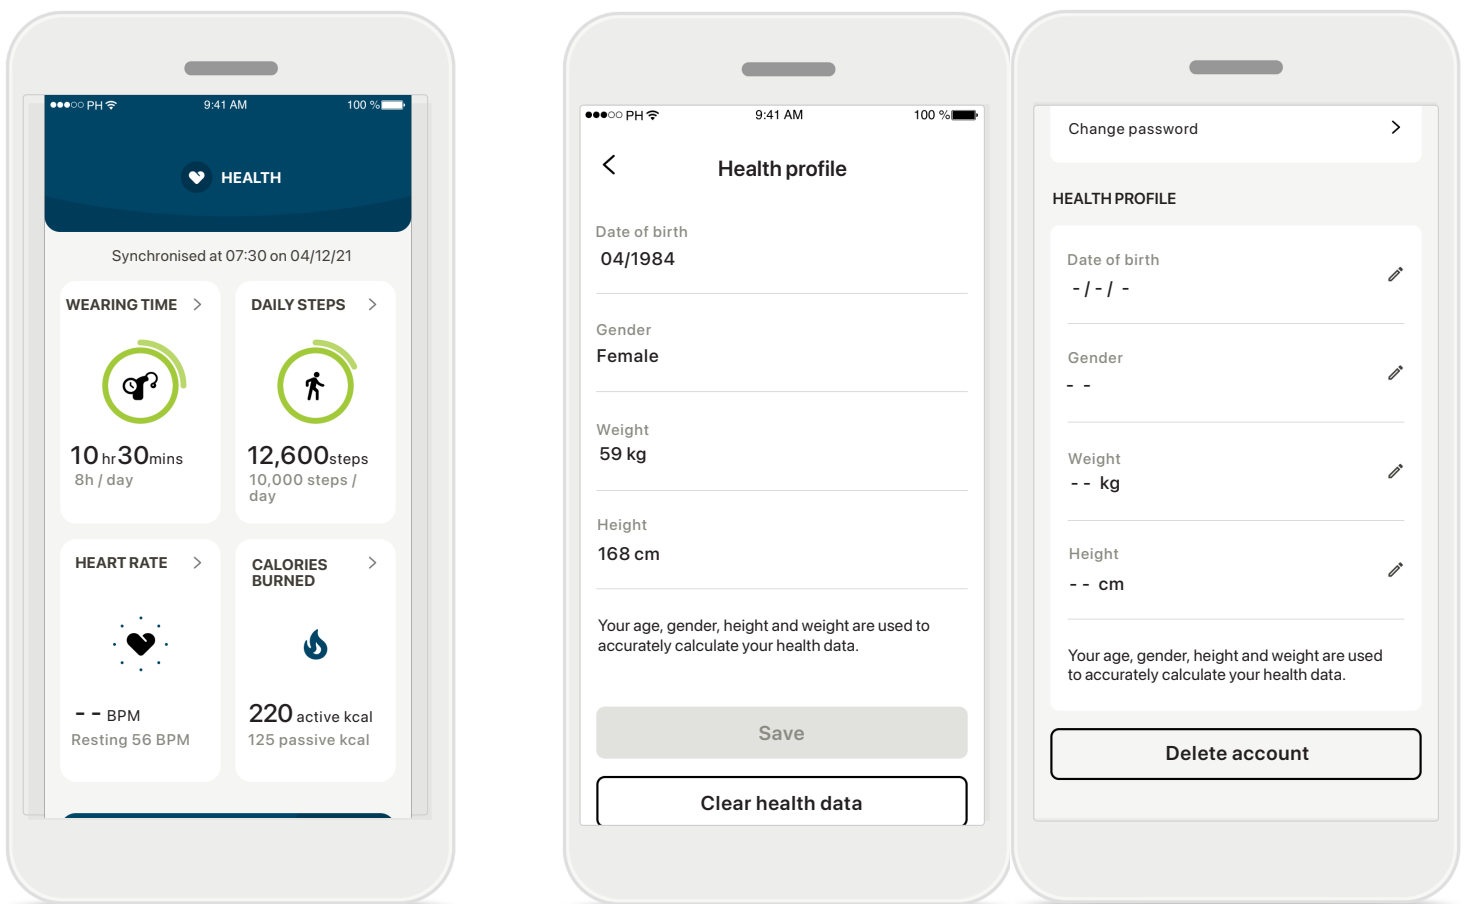 PH
9:41 AM
100 %
HEALTH
Synchronised at 07:30 on 04/12/21
WEARING TIME
10 hr 30 mins
8h / day
DAILY STEPS
12,600 steps
10,000 steps /
day
HEART RATE
- - BPM
Resting 56 BPM
CALORIES
BURNED
220 active kcal
125 passive kcal
PH
9:41 AM
100 %
Health profile
Date of birth
04/1984
Gender
Female
Weight
59 kg
Height
168 cm
Your age, gender, height and weight are used to
accurately calculate your health data.
Save
Clear health data
Change password
HEALTH PROFILE
Date of birth
- / - / -
Gender
- -
Weight
- - kg
Height
- - cm
Your age, gender, height and weight are used
to accurately calculate your health data.
Delete account